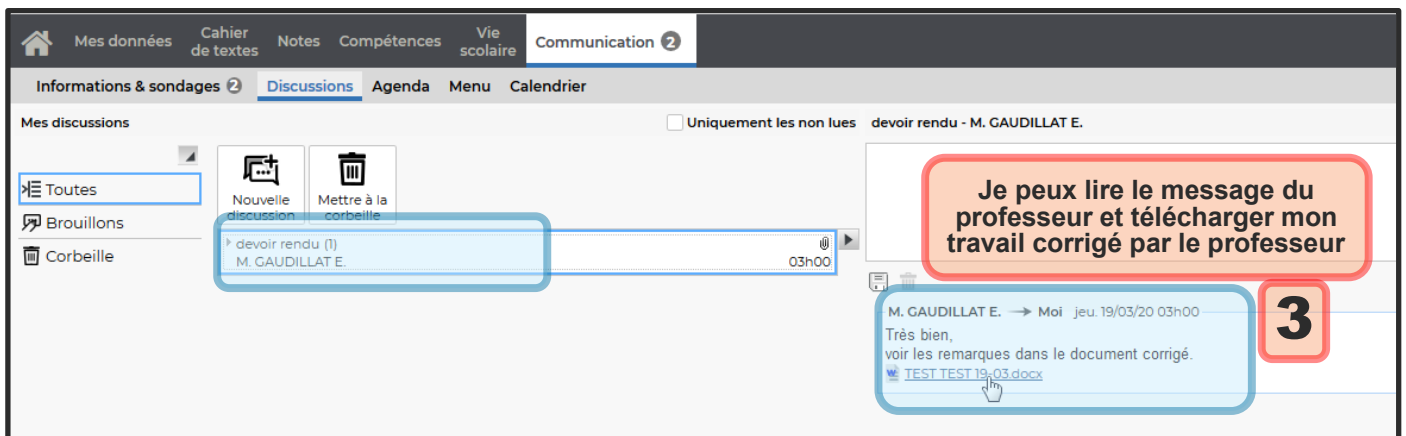 Mes données
Cahier
de textes
Notes
Compétences
Vie
scolaire
Communication 2
Informations & sondages 2
Discussions
Agenda
Menu
Calendrier
Mes discussions
Uniquement les non lues
devoir rendu - M. GAUDILLAT E.
Toutes
Brouillons
Corbeille
Nouvelle
discussion
Mettre à la
corbeille
devoir rendu (1)
M. GAUDILLAT E.
03h00
Je peux lire le message du
professeur et télécharger mon
travail corrigé par le professeur
3
M. GAUDILLAT E. → Moi jeu. 19/03/20 03h00
Très bien,
voir les remarques dans le document corrigé.
TEST TEST 19-03.docx